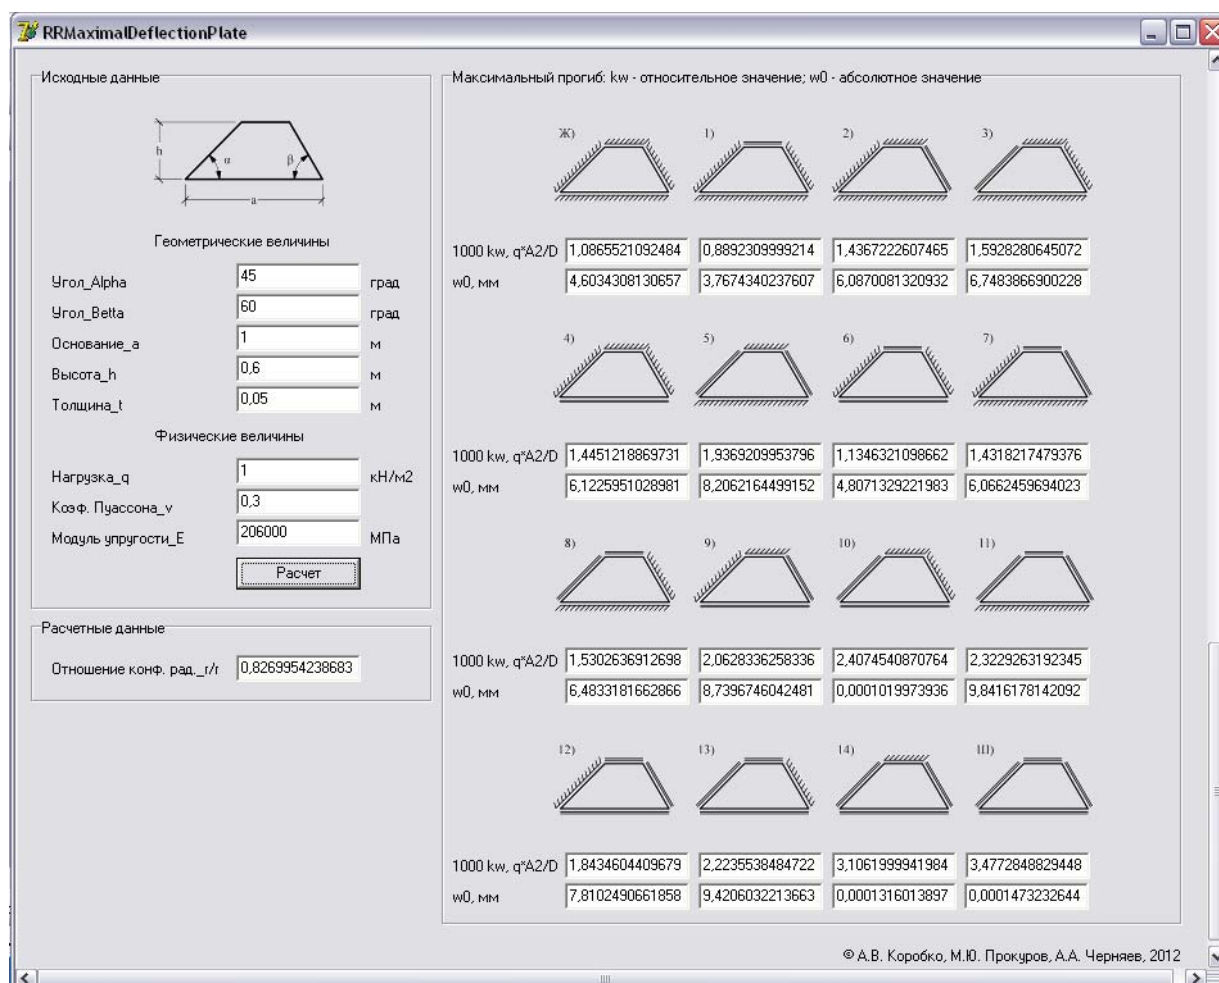 RRMaximalDeflectionPlate
Исходные данные
h
α
β
a
Геометрические величины
Угол_Alpha 45 град
Угол_Betta 60 град
Основание_a 1 м
Высота_h 0,6 м
Толщина_t 0,05 м
Физические величины
Нагрузка_q 1 кН/м2
Коэф. Пуассона_v 0,3
Модуль упругости_E 206000 МПа
Расчет
Расчетные данные
Отношение конф. рад._r/r 0,8269954238683
Максимальный прогиб: kw - относительное значение; w0 - абсолютное значение
Ж) 1) 2) 3)
1000 kw, q*A2/D 1,0865521092484 0,8892309999214 1,4367222607465 1,5928280645072
w0, мм 4,6034308130657 3,7674340237607 6,0870081320932 6,7483866900228
4) 5) 6) 7)
1000 kw, q*A2/D 1,4451218869731 1,9369209953796 1,1346321098662 1,4318217479376
w0, мм 6,1225951028981 8,2062164499152 4,8071329221983 6,0662459694023
8) 9) 10) 11)
1000 kw, q*A2/D 1,5302636912698 2,0628336258336 2,4074540870764 2,3229263192345
w0, мм 6,4833181662866 8,7396746042481 0,0001019973936 9,8416178142092
12) 13) 14) Ш)
1000 kw, q*A2/D 1,8434604409679 2,2235538484722 3,1061999941984 3,4772848829448
w0, мм 7,8102490661858 9,4206032213663 0,0001316013897 0,0001473232644
© А.В. Коробко, М.Ю. Прокуров, А.А. Черняев, 2012